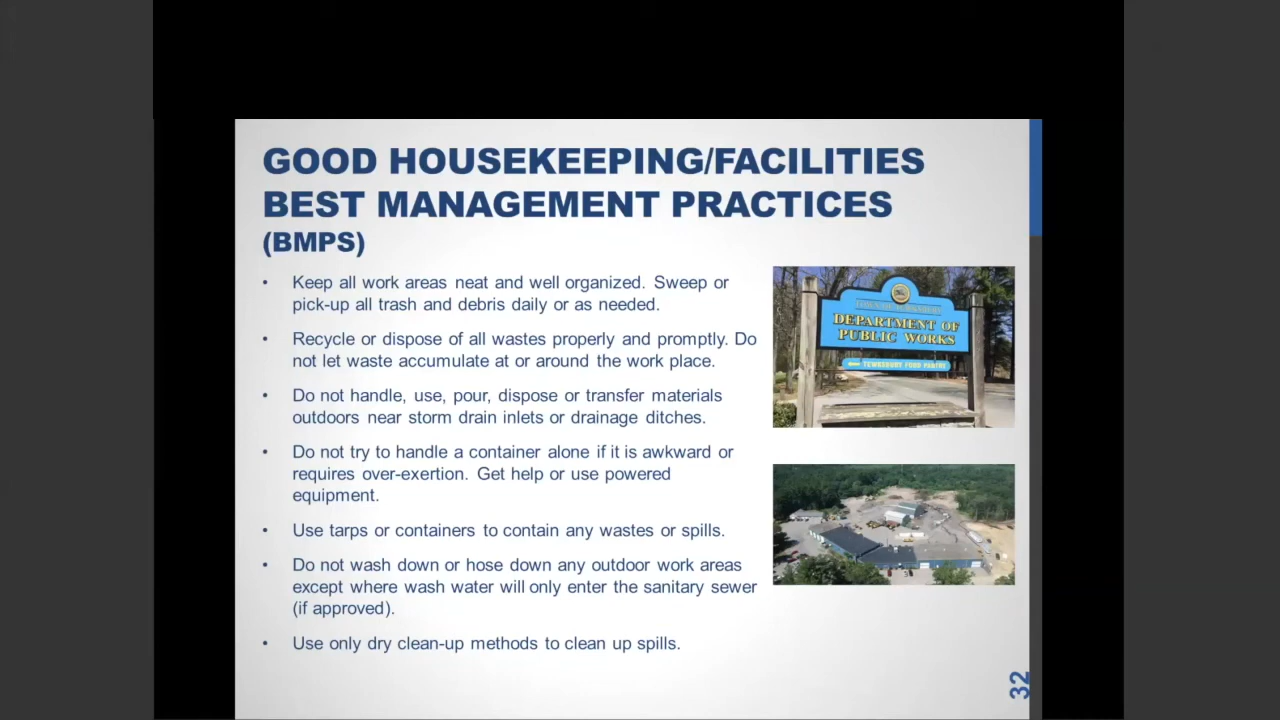 GOOD HOUSEKEEPING/FACILITIES
BEST MANAGEMENT PRACTICES
(BMPS)
• Keep all work areas neat and well organized. Sweep or
pick-up all trash and debris daily or as needed.
• Recycle or dispose of all wastes properly and promptly. Do
not let waste accumulate at or around the work place.
• Do not handle, use, pour, dispose or transfer materials
outdoors near storm drain inlets or drainage ditches.
• Do not try to handle a container alone if it is awkward or
requires over-exertion. Get help or use powered
equipment.
• Use tarps or containers to contain any wastes or spills.
• Do not wash down or hose down any outdoor work areas
except where wash water will only enter the sanitary sewer
(if approved).
• Use only dry clean-up methods to clean up spills.
DEPARTMENT OF
PUBLIC WORKS
TEWKSBURY FOOD PANTRY
32